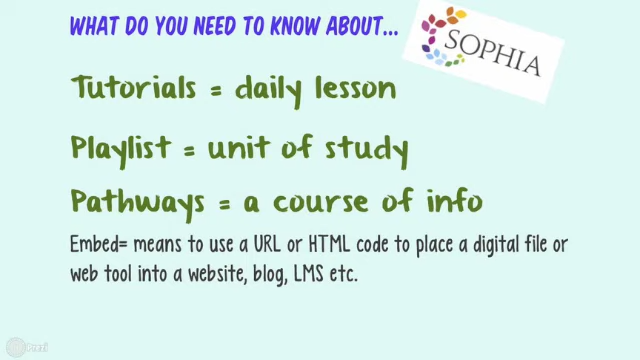 WHAT DO YOU NEED TO KNOW ABOUT...
SOPHIA
Tutorials = daily lesson
Playlist = unit of study
Pathways = a course of info
Embed= means to use a URL or HTML code to place a digital file or
web tool into a website, blog, LMS etc.
Prezi